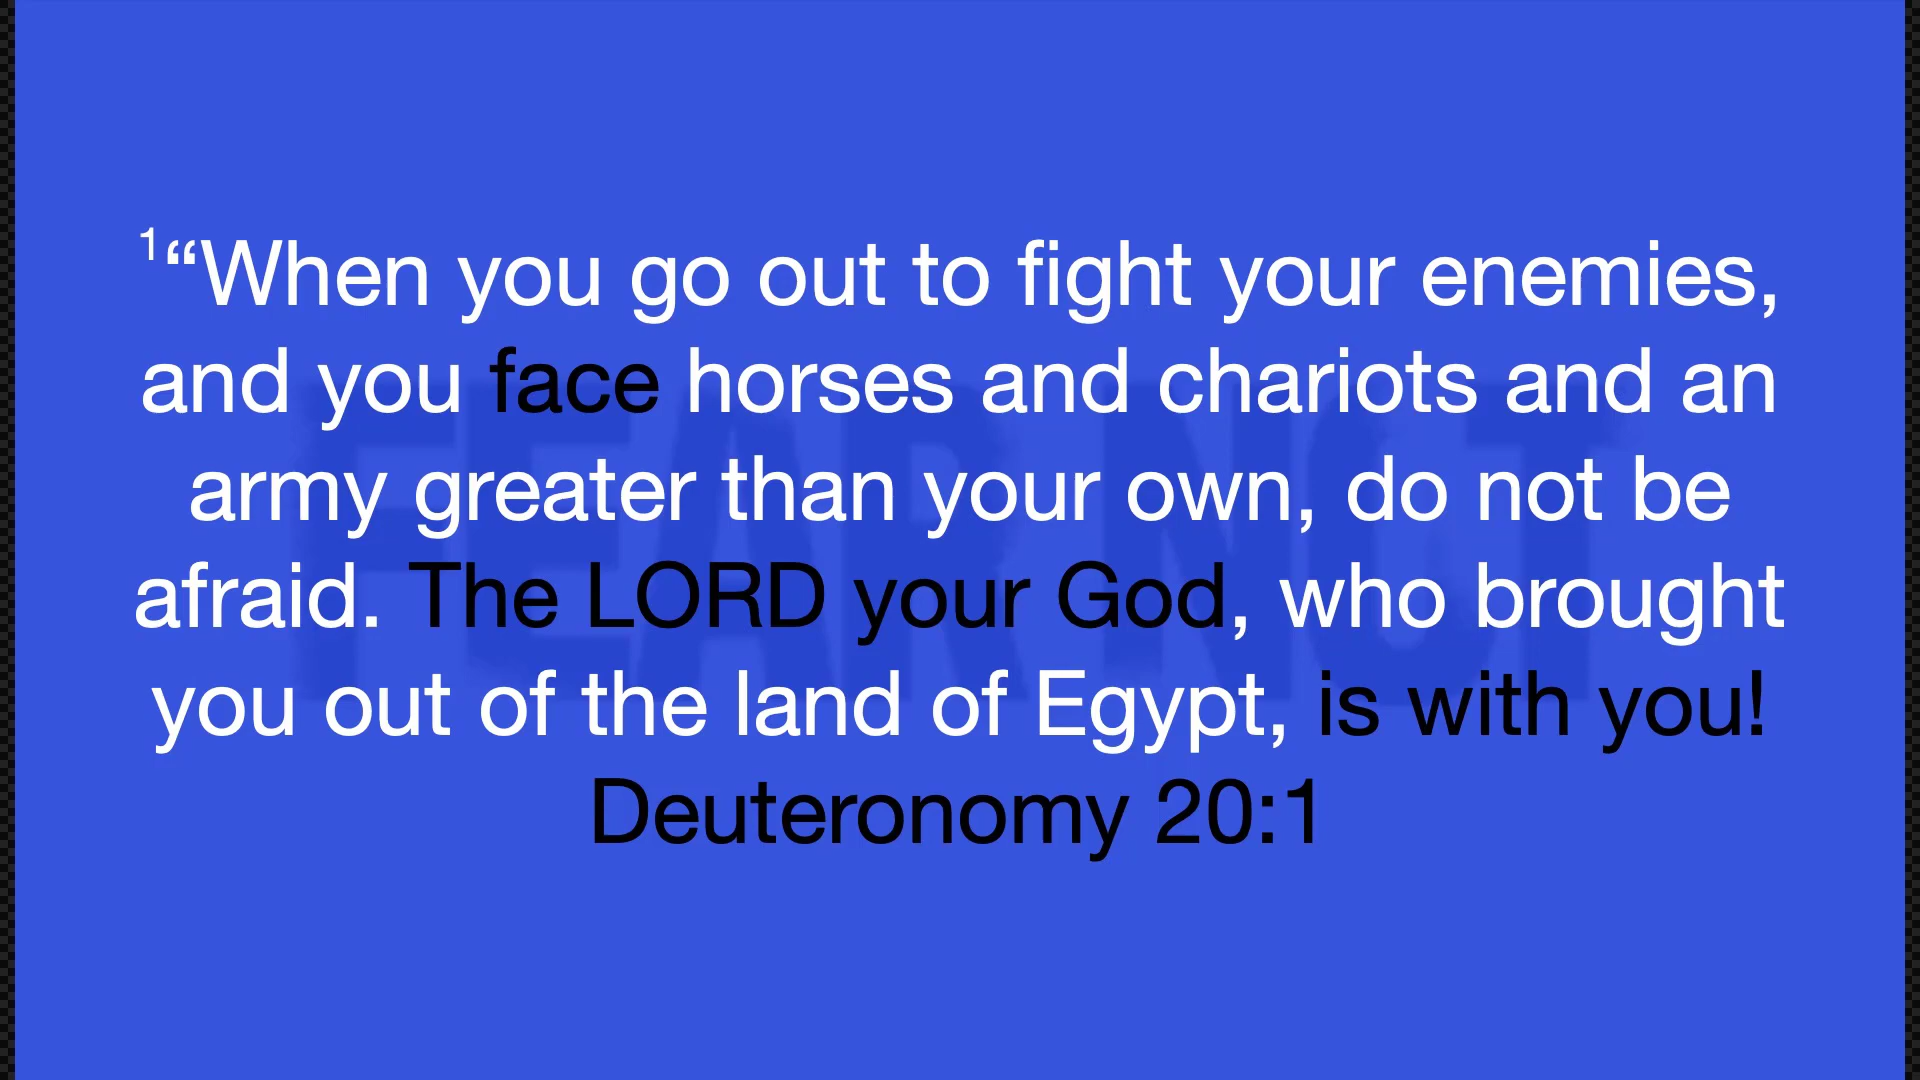 ¹“When you go out to fight your enemies,
and you face horses and chariots and an
army greater than your own, do not be
afraid. The LORD your God, who brought
you out of the land of Egypt, is with you!
Deuteronomy 20:1
FEAR NOT